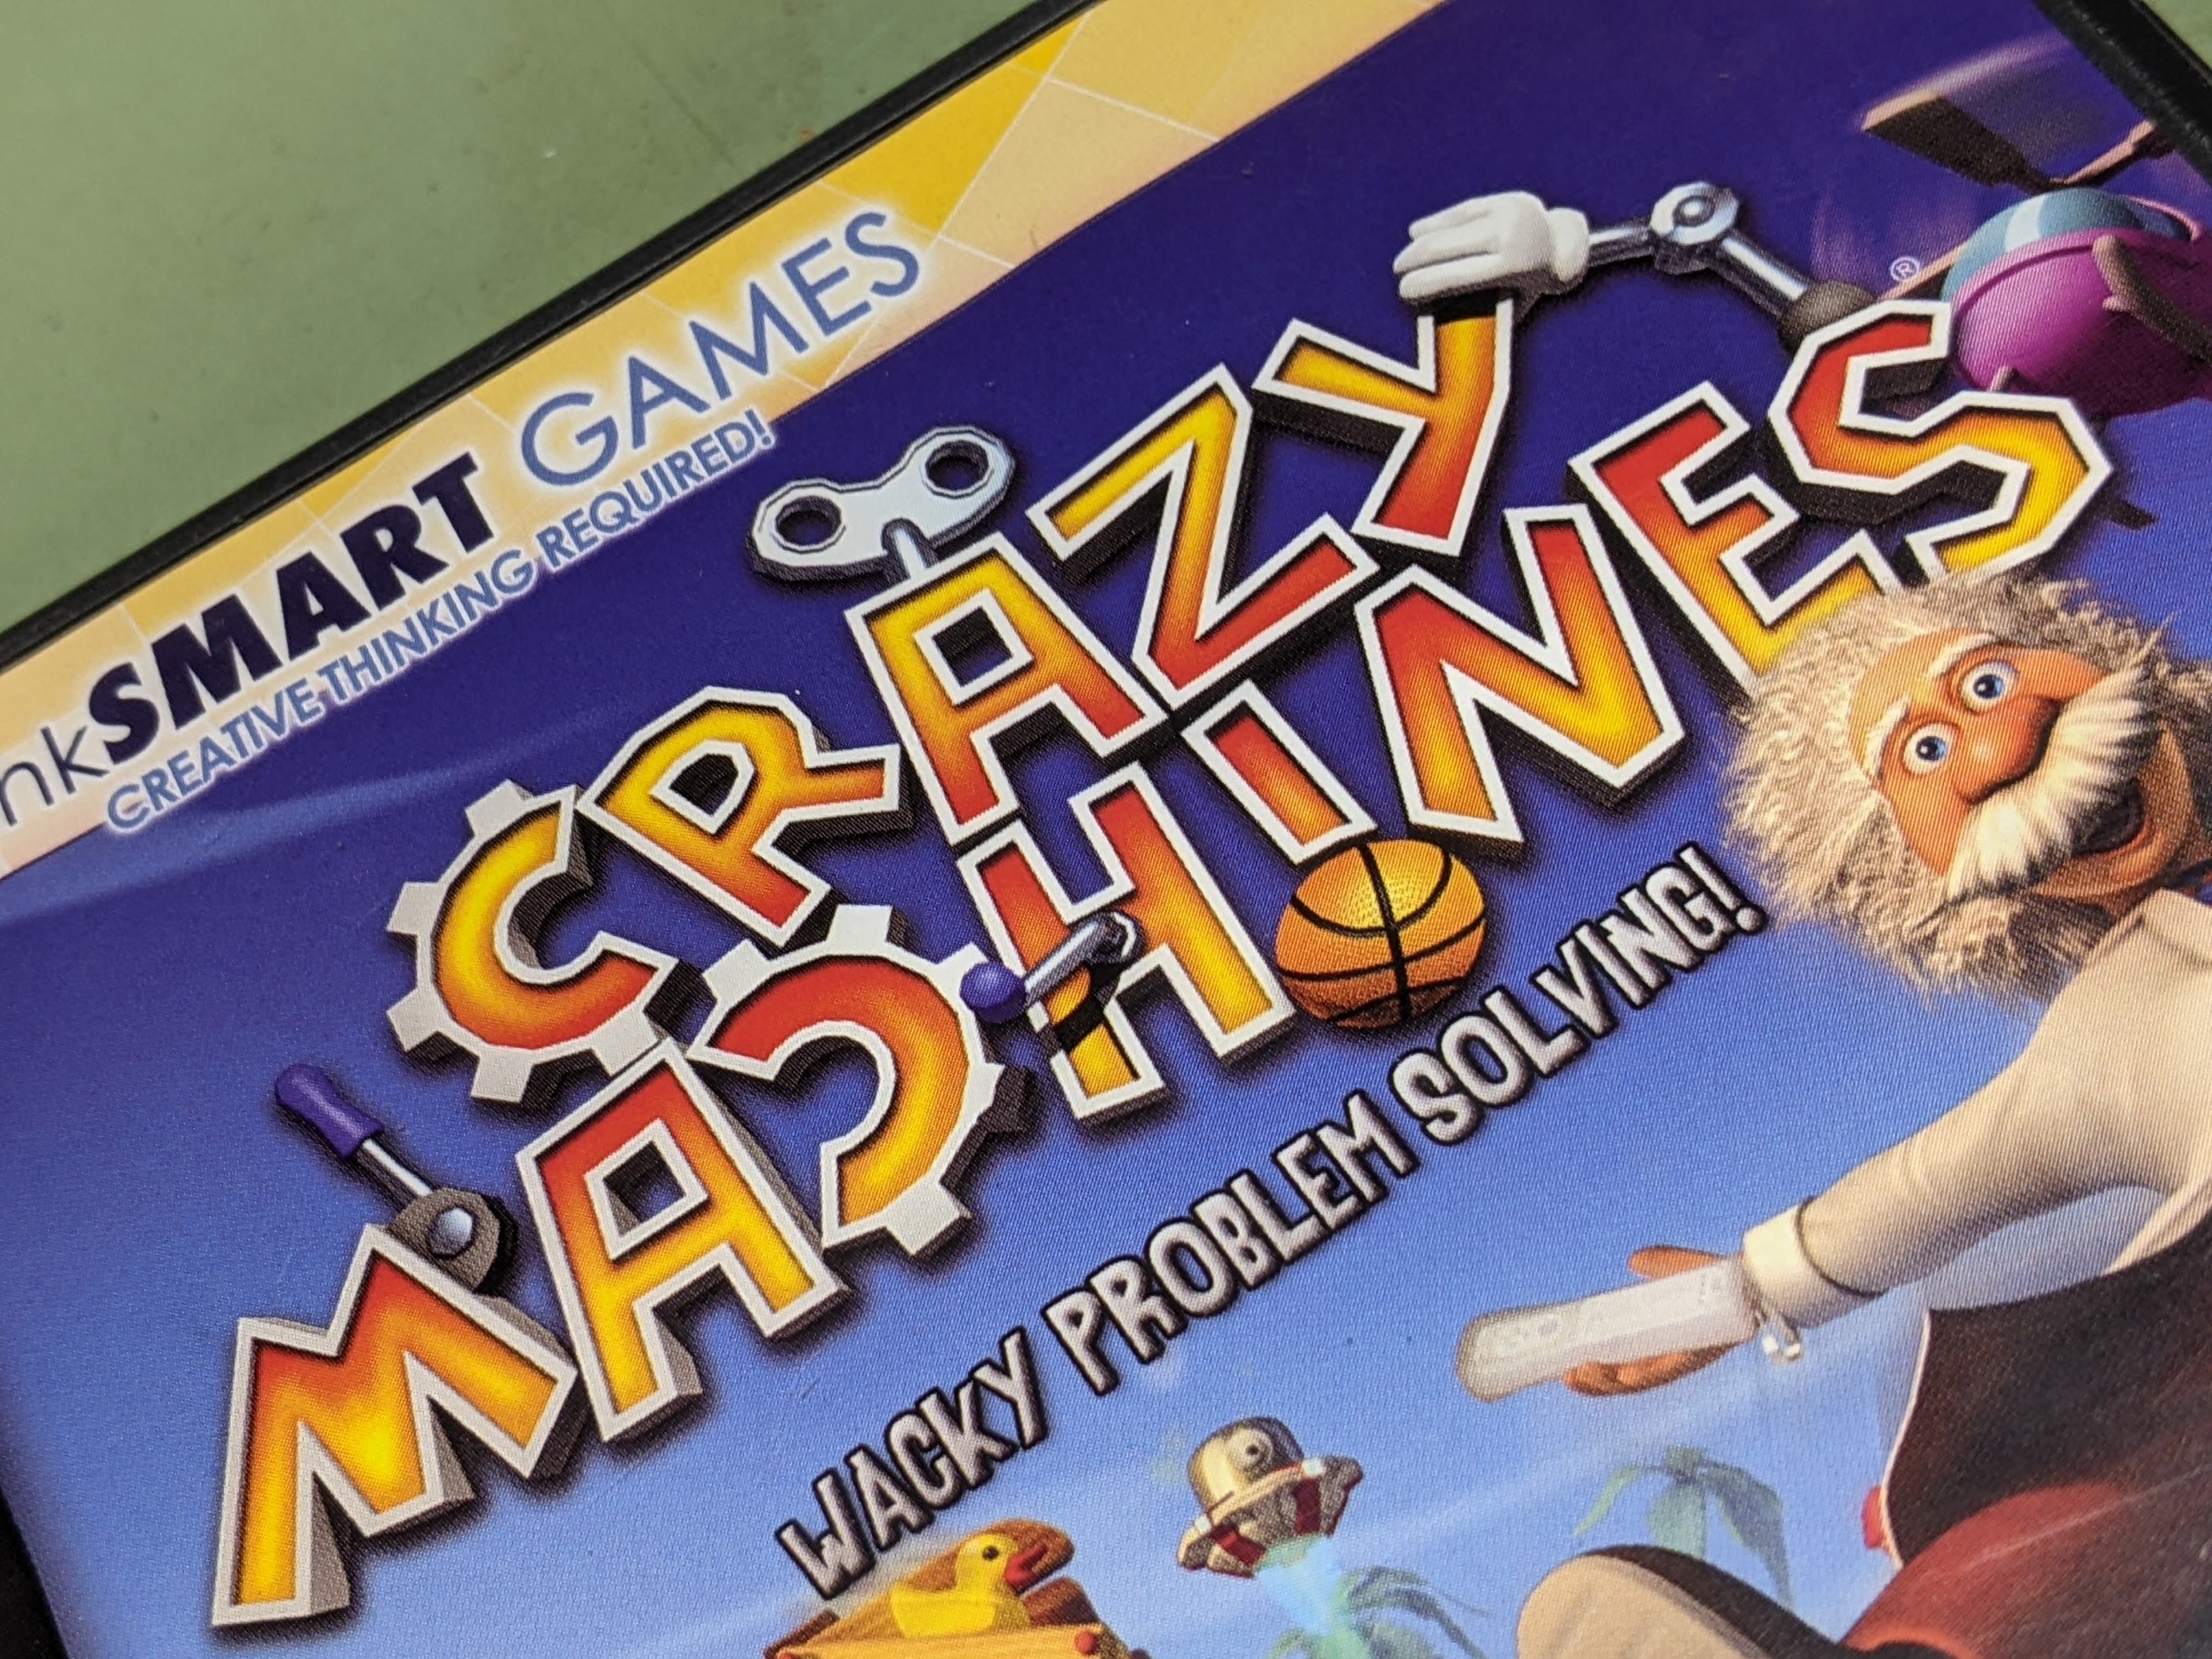 nkSMART GAMES
CREATIVE THINKING REQUIRED!
CRAZY
MACHINES®
WACKY PROBLEM SOLVING!